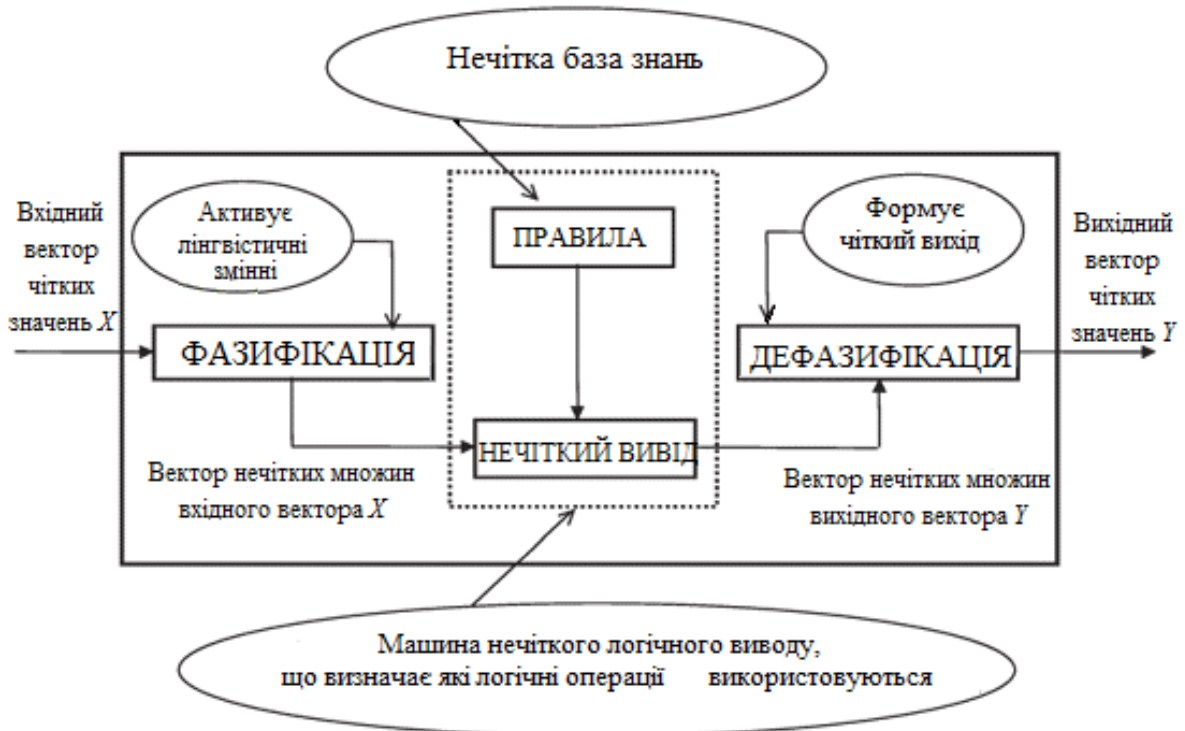 Нечітка база знань
Вхідний
вектор
чітких
значень X
Активує
лінгвістичні
змінні
ПРАВИЛА
Формує
чіткий вихід
Вихідний
вектор
чітких
значень Y
ФАЗИФІКАЦІЯ
ДЕФАЗИФІКАЦІЯ
НЕЧІТКИЙ ВИВІД
Вектор нечітких множин
вхідного вектора X
Вектор нечітких множин
вихідного вектора Y
Машина нечіткого логічного виводу,
що визначає які логічні операції використовуються